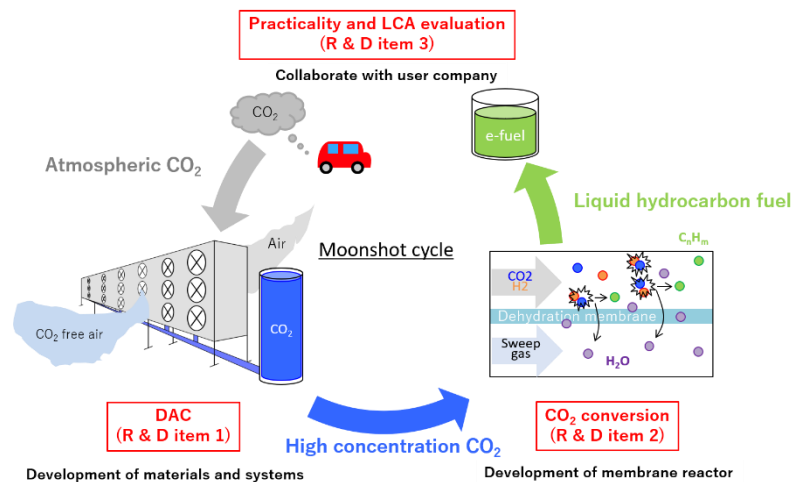 Practicality and LCA evaluation
(R & D item 3)
Collaborate with user company
CO₂
e-fuel
Atmospheric CO₂
Liquid hydrocarbon fuel
Air
Moonshot cycle
CₙHₘ
CO2
H2
CO₂
CO₂ free air
Dehydration membrane
Sweep
gas
H₂O
DAC
(R & D item 1)
High concentration CO₂
CO₂ conversion
(R & D item 2)
Development of materials and systems
Development of membrane reactor